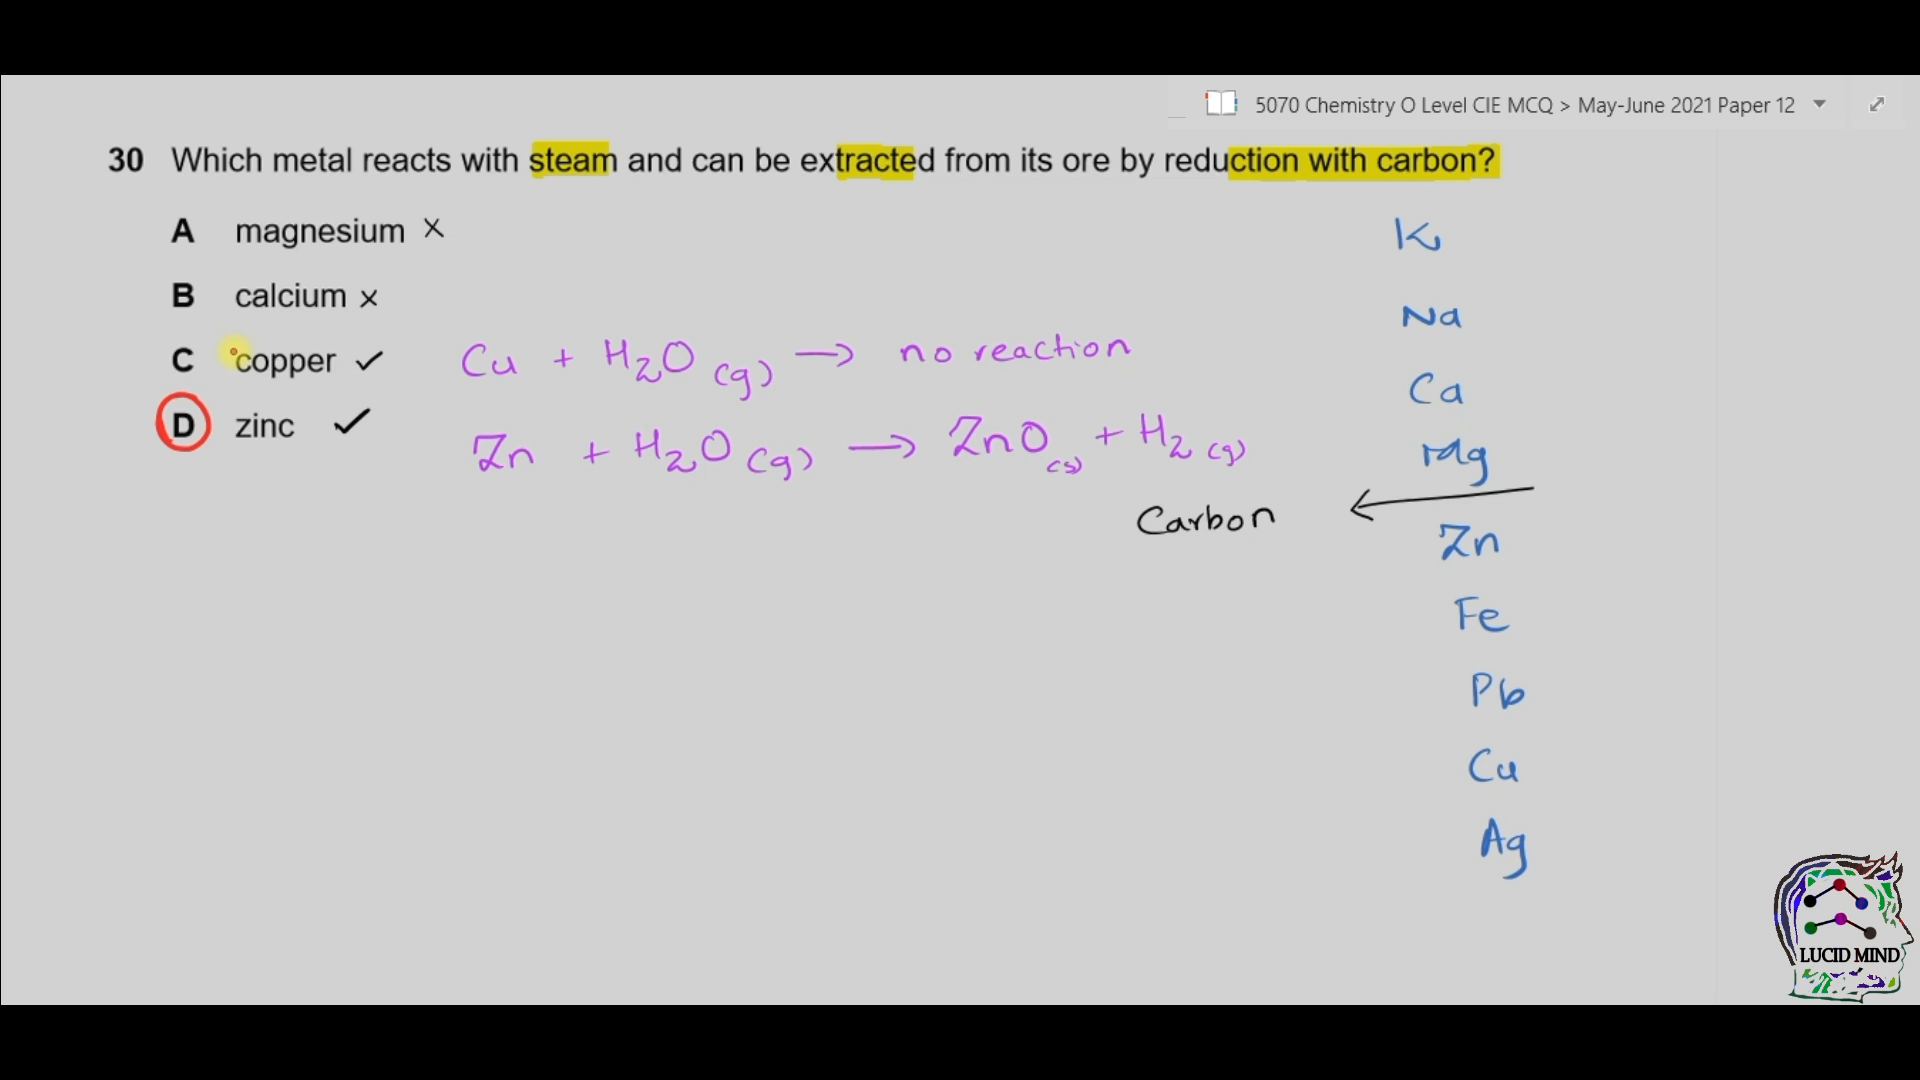 5070 Chemistry O Level CIE MCQ > May-June 2021 Paper 12
30 Which metal reacts with steam and can be extracted from its ore by reduction with carbon?
A magnesium ×
B calcium ×
C copper ✓
Cu + H2O (g) → no reaction
D zinc ✓
Zn + H2O (g) → ZnO (s) + H2 (g)
Carbon ←
K
Na
Ca
Mg
Zn
Fe
Pb
Cu
Ag
LUCID MIND